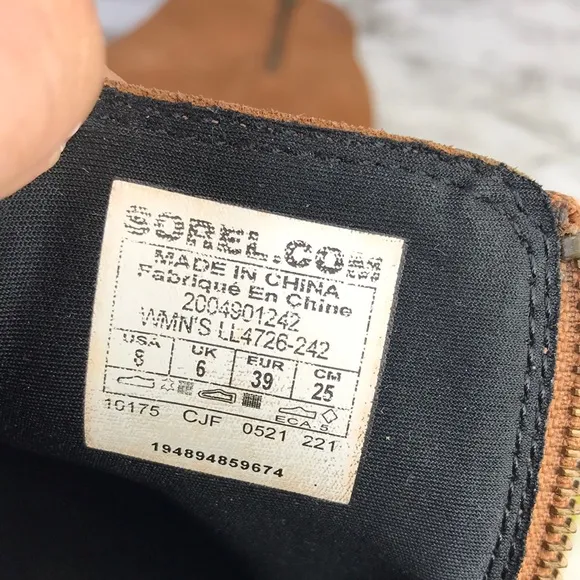 SOREL.COM
MADE IN CHINA
Fabriqué En Chine
2004901242
WMN'S LL4726-242
USA UK EUR CM
8 6 39 25
ECA 5
10175 CJF 0521 221
194894859674